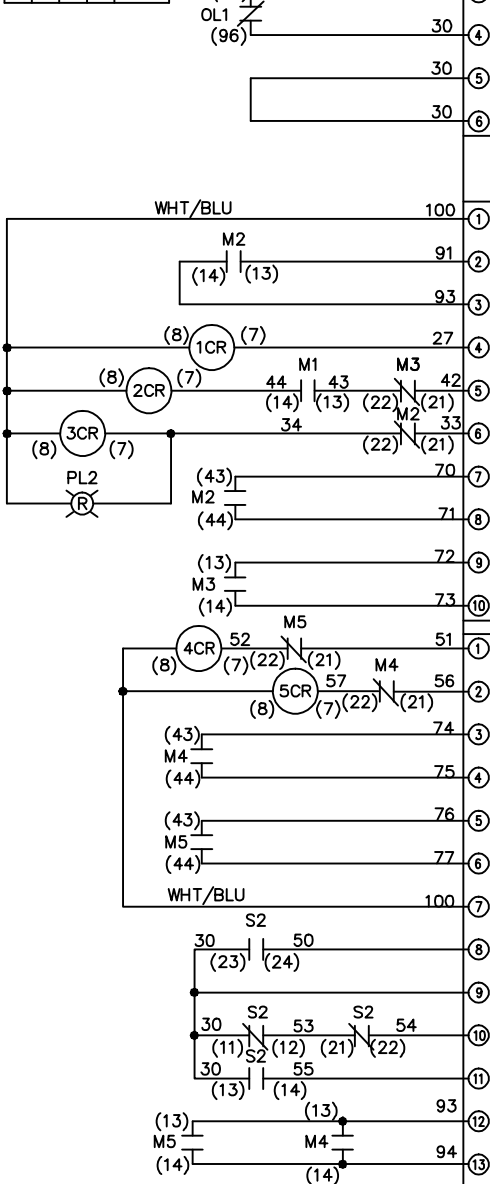 OL1
(96) 30 4
30 5
30 6
WHT/BLU 100 1
M2 91 2
(14) (13)
93 3
(8) 1CR (7) 27 4
M1 M3
(8) 2CR (7) 44 43 42 5
(14) (13) (22) (21)
M2
3CR 34 33 6
(8) (7) (22) (21)
PL2
R
(43) 70 7
M2
(44) 71 8
(13) 72 9
M3
(14) 73 10
M5
4CR 52 51 1
(8) (7) (22) (21)
M4
5CR 57 56 2
(8) (7) (22) (21)
(43) 74 3
M4
(44) 75 4
(43) 76 5
M5
(44) 77 6
WHT/BLU 100 7
S2
30 50 8
(23) (24)
9
S2 S2
30 53 54 10
(11) (12) (21) (22)
S2
30 55 11
(13) (14)
(13) (13) 93 12
M5 M4
(14) 94 13
(14)